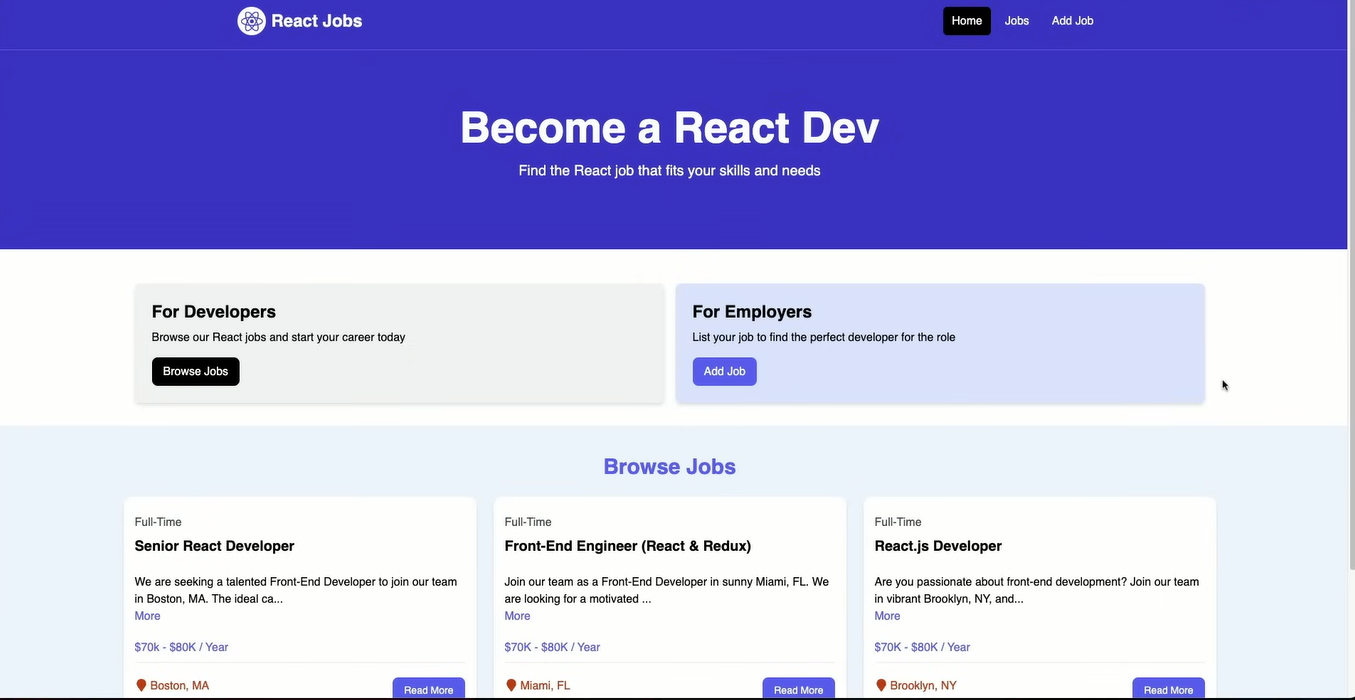 React Jobs
Home
Jobs
Add Job
Become a React Dev
Find the React job that fits your skills and needs
For Developers
Browse our React jobs and start your career today
Browse Jobs
For Employers
List your job to find the perfect developer for the role
Add Job
Browse Jobs
Full-Time
Senior React Developer
We are seeking a talented Front-End Developer to join our team
in Boston, MA. The ideal ca...
More
$70k - $80K / Year
Boston, MA
Read More
Full-Time
Front-End Engineer (React & Redux)
Join our team as a Front-End Developer in sunny Miami, FL. We
are looking for a motivated ...
More
$70K - $80K / Year
Miami, FL
Read More
Full-Time
React.js Developer
Are you passionate about front-end development? Join our team
in vibrant Brooklyn, NY, and...
More
$70K - $80K / Year
Brooklyn, NY
Read More